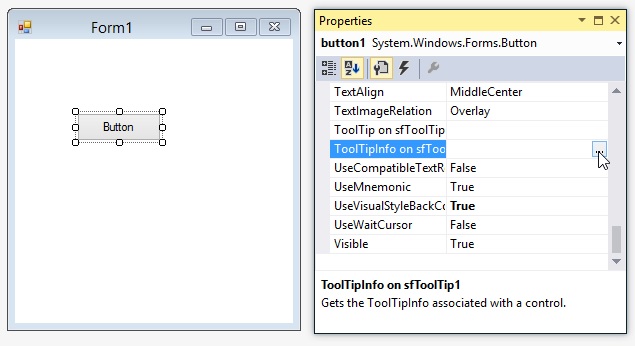 Form1
Button
Properties
button1 System.Windows.Forms.Button
TextAlign MiddleCenter
TextImageRelation Overlay
ToolTip on sfToolTip
ToolTipInfo on sfToo
...
UseCompatibleTextR False
UseMnemonic True
UseVisualStyleBackCo True
UseWaitCursor False
Visible True
ToolTipInfo on sfToolTip1
Gets the ToolTipInfo associated with a control.